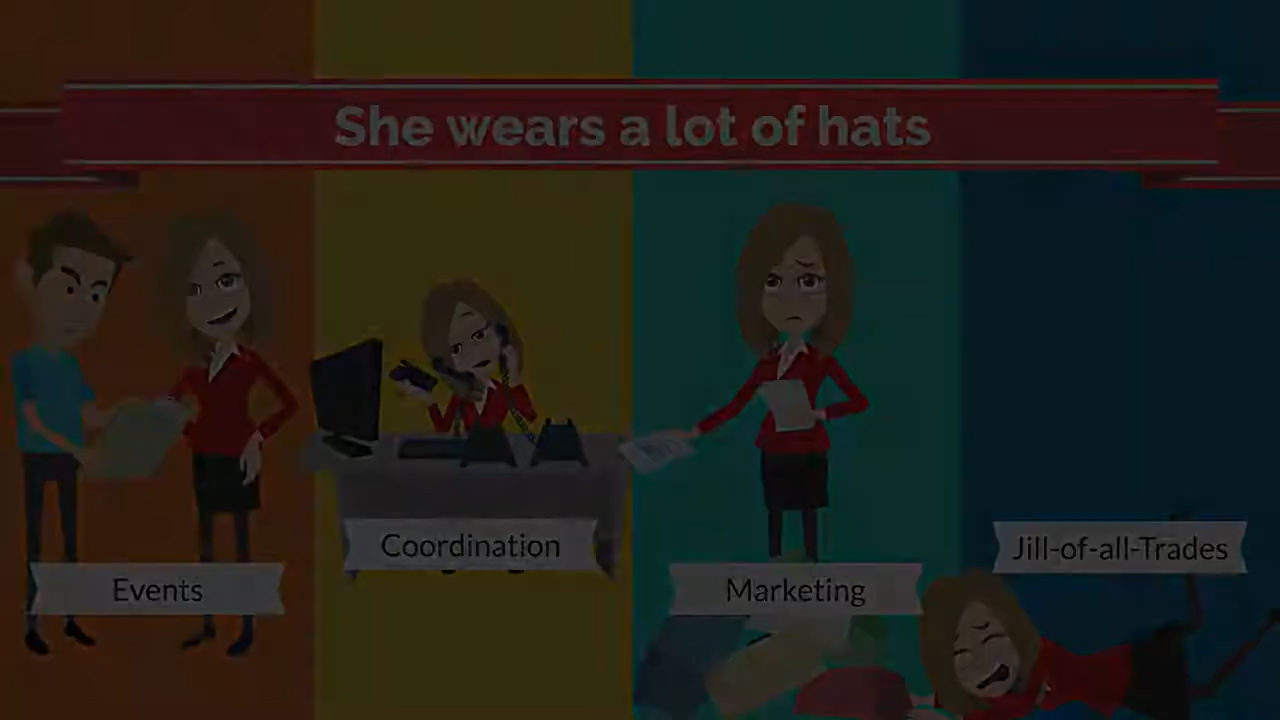 She wears a lot of hats
Coordination
Jill-of-all-Trades
Events
Marketing